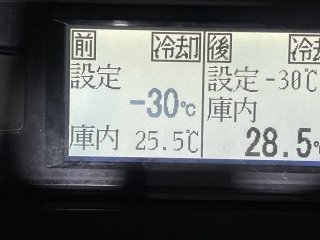 前 冷却
設定
-30℃
庫内 25.5℃
後 冷却
設定 -30℃
庫内
28.5℃